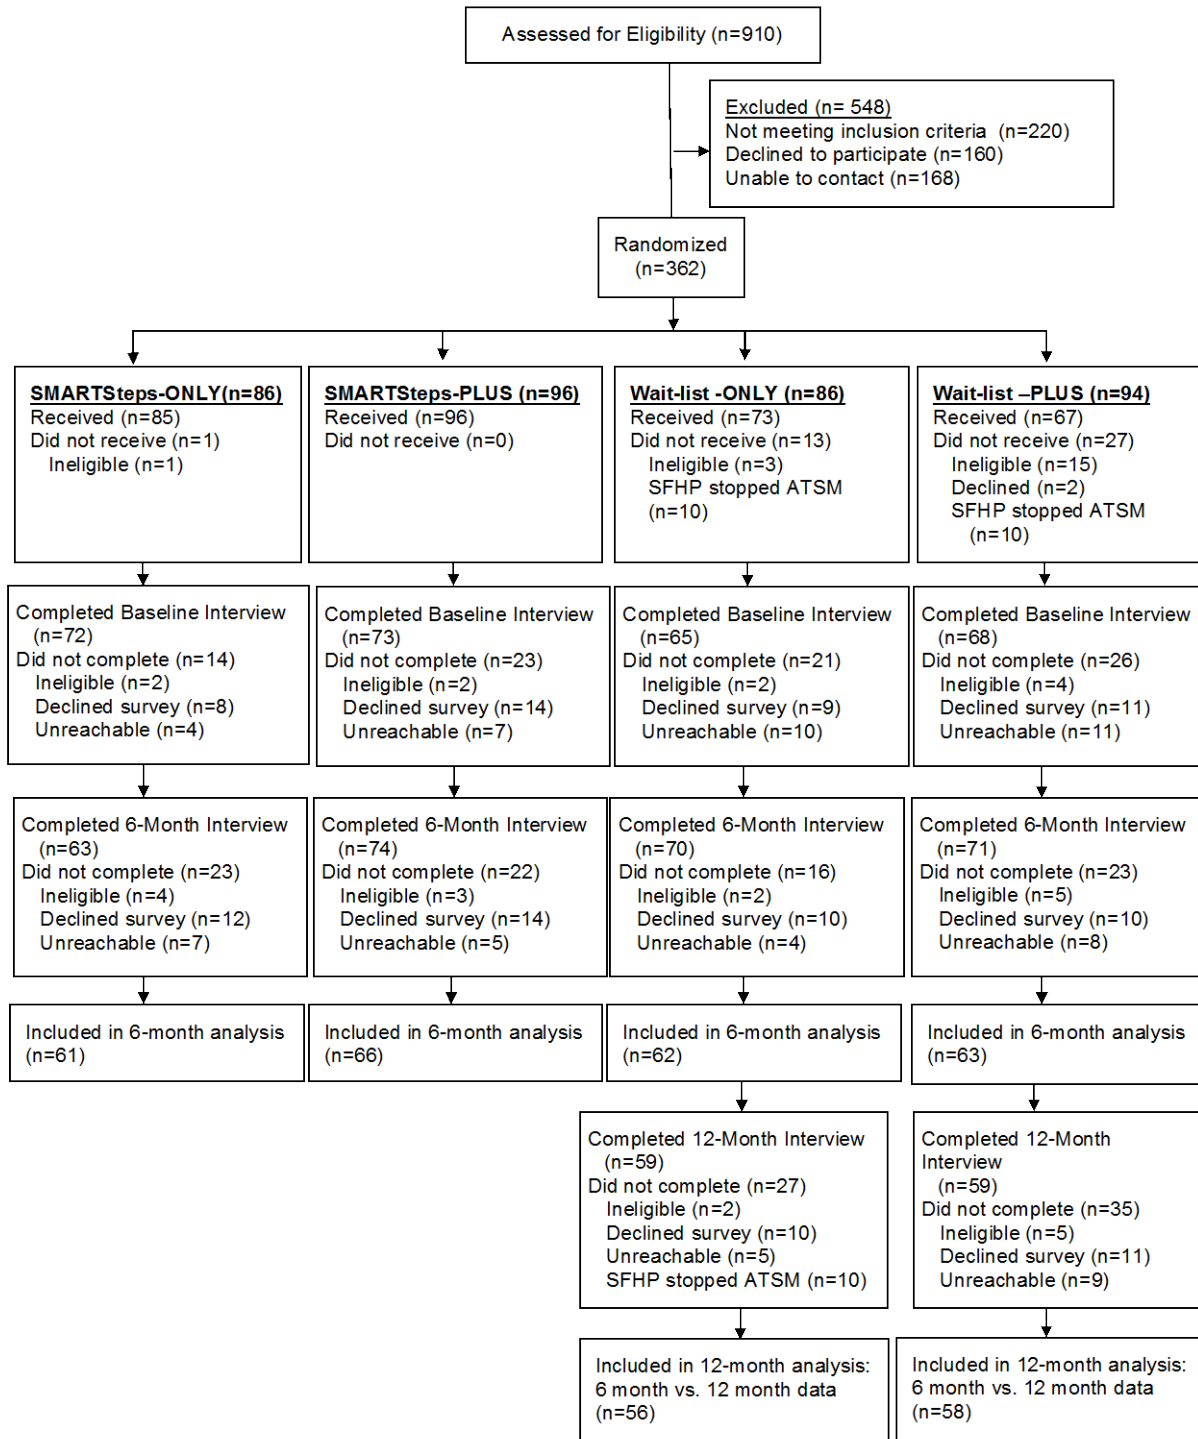 Assessed for Eligibility (n=910)
Excluded (n= 548)
Not meeting inclusion criteria  (n=220)
Declined to participate (n=160)
Unable to contact (n=168)
Randomized
(n=362)
SMARTSteps-ONLY(n=86)
Received (n=85)
Did not receive (n=1)
Ineligible (n=1)
SMARTSteps-PLUS (n=96)
Received (n=96)
Did not receive (n=0)
Wait-list -ONLY (n=86)
Received (n=73)
Did not receive (n=13)
Ineligible (n=3)
SFHP stopped ATSM
(n=10)
Wait-list –PLUS (n=94)
Received (n=67)
Did not receive (n=27)
Ineligible (n=15)
Declined (n=2)
SFHP stopped ATSM
(n=10)
Completed Baseline Interview
(n=72)
Did not complete (n=14)
Ineligible (n=2)
Declined survey (n=8)
Unreachable (n=4)
Completed Baseline Interview
(n=73)
Did not complete (n=23)
Ineligible (n=2)
Declined survey (n=14)
Unreachable (n=7)
Completed Baseline Interview
(n=65)
Did not complete (n=21)
Ineligible (n=2)
Declined survey (n=9)
Unreachable (n=10)
Completed Baseline Interview
(n=68)
Did not complete (n=26)
Ineligible (n=4)
Declined survey (n=11)
Unreachable (n=11)
Completed 6-Month Interview
(n=63)
Did not complete (n=23)
Ineligible (n=4)
Declined survey (n=12)
Unreachable (n=7)
Completed 6-Month Interview
(n=74)
Did not complete (n=22)
Ineligible (n=3)
Declined survey (n=14)
Unreachable (n=5)
Completed 6-Month Interview
(n=70)
Did not complete (n=16)
Ineligible (n=2)
Declined survey (n=10)
Unreachable (n=4)
Completed 6-Month Interview
(n=71)
Did not complete (n=23)
Ineligible (n=5)
Declined survey (n=10)
Unreachable (n=8)
Included in 6-month analysis
(n=61)
Included in 6-month analysis
(n=66)
Included in 6-month analysis
(n=62)
Included in 6-month analysis
(n=63)
Completed 12-Month Interview
(n=59)
Did not complete (n=27)
Ineligible (n=2)
Declined survey (n=10)
Unreachable (n=5)
SFHP stopped ATSM (n=10)
Completed 12-Month
Interview
(n=59)
Did not complete (n=35)
Ineligible (n=5)
Declined survey (n=11)
Unreachable (n=9)
Included in 12-month analysis:
6 month vs. 12 month data
(n=56)
Included in 12-month analysis:
6 month vs. 12 month data
(n=58)